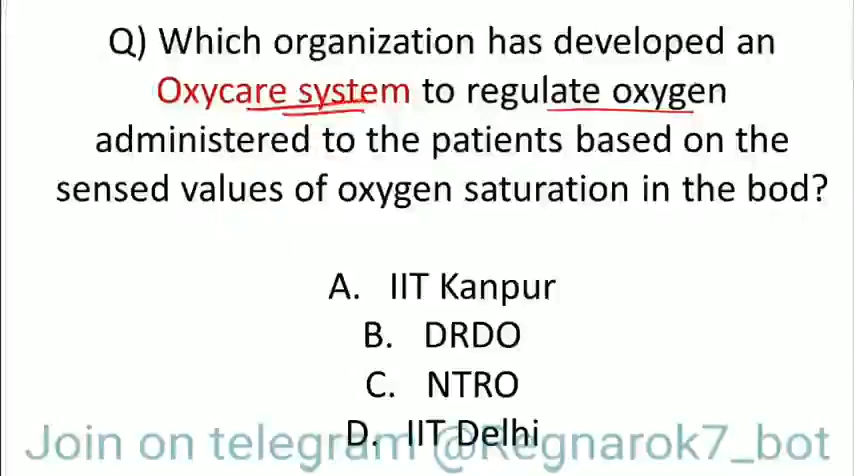 Q) Which organization has developed an
Oxycare system to regulate oxygen
administered to the patients based on the
sensed values of oxygen saturation in the bod?
A. IIT Kanpur
B. DRDO
C. NTRO
D. IIT Delhi
Join on telegram @Regnarok7_bot